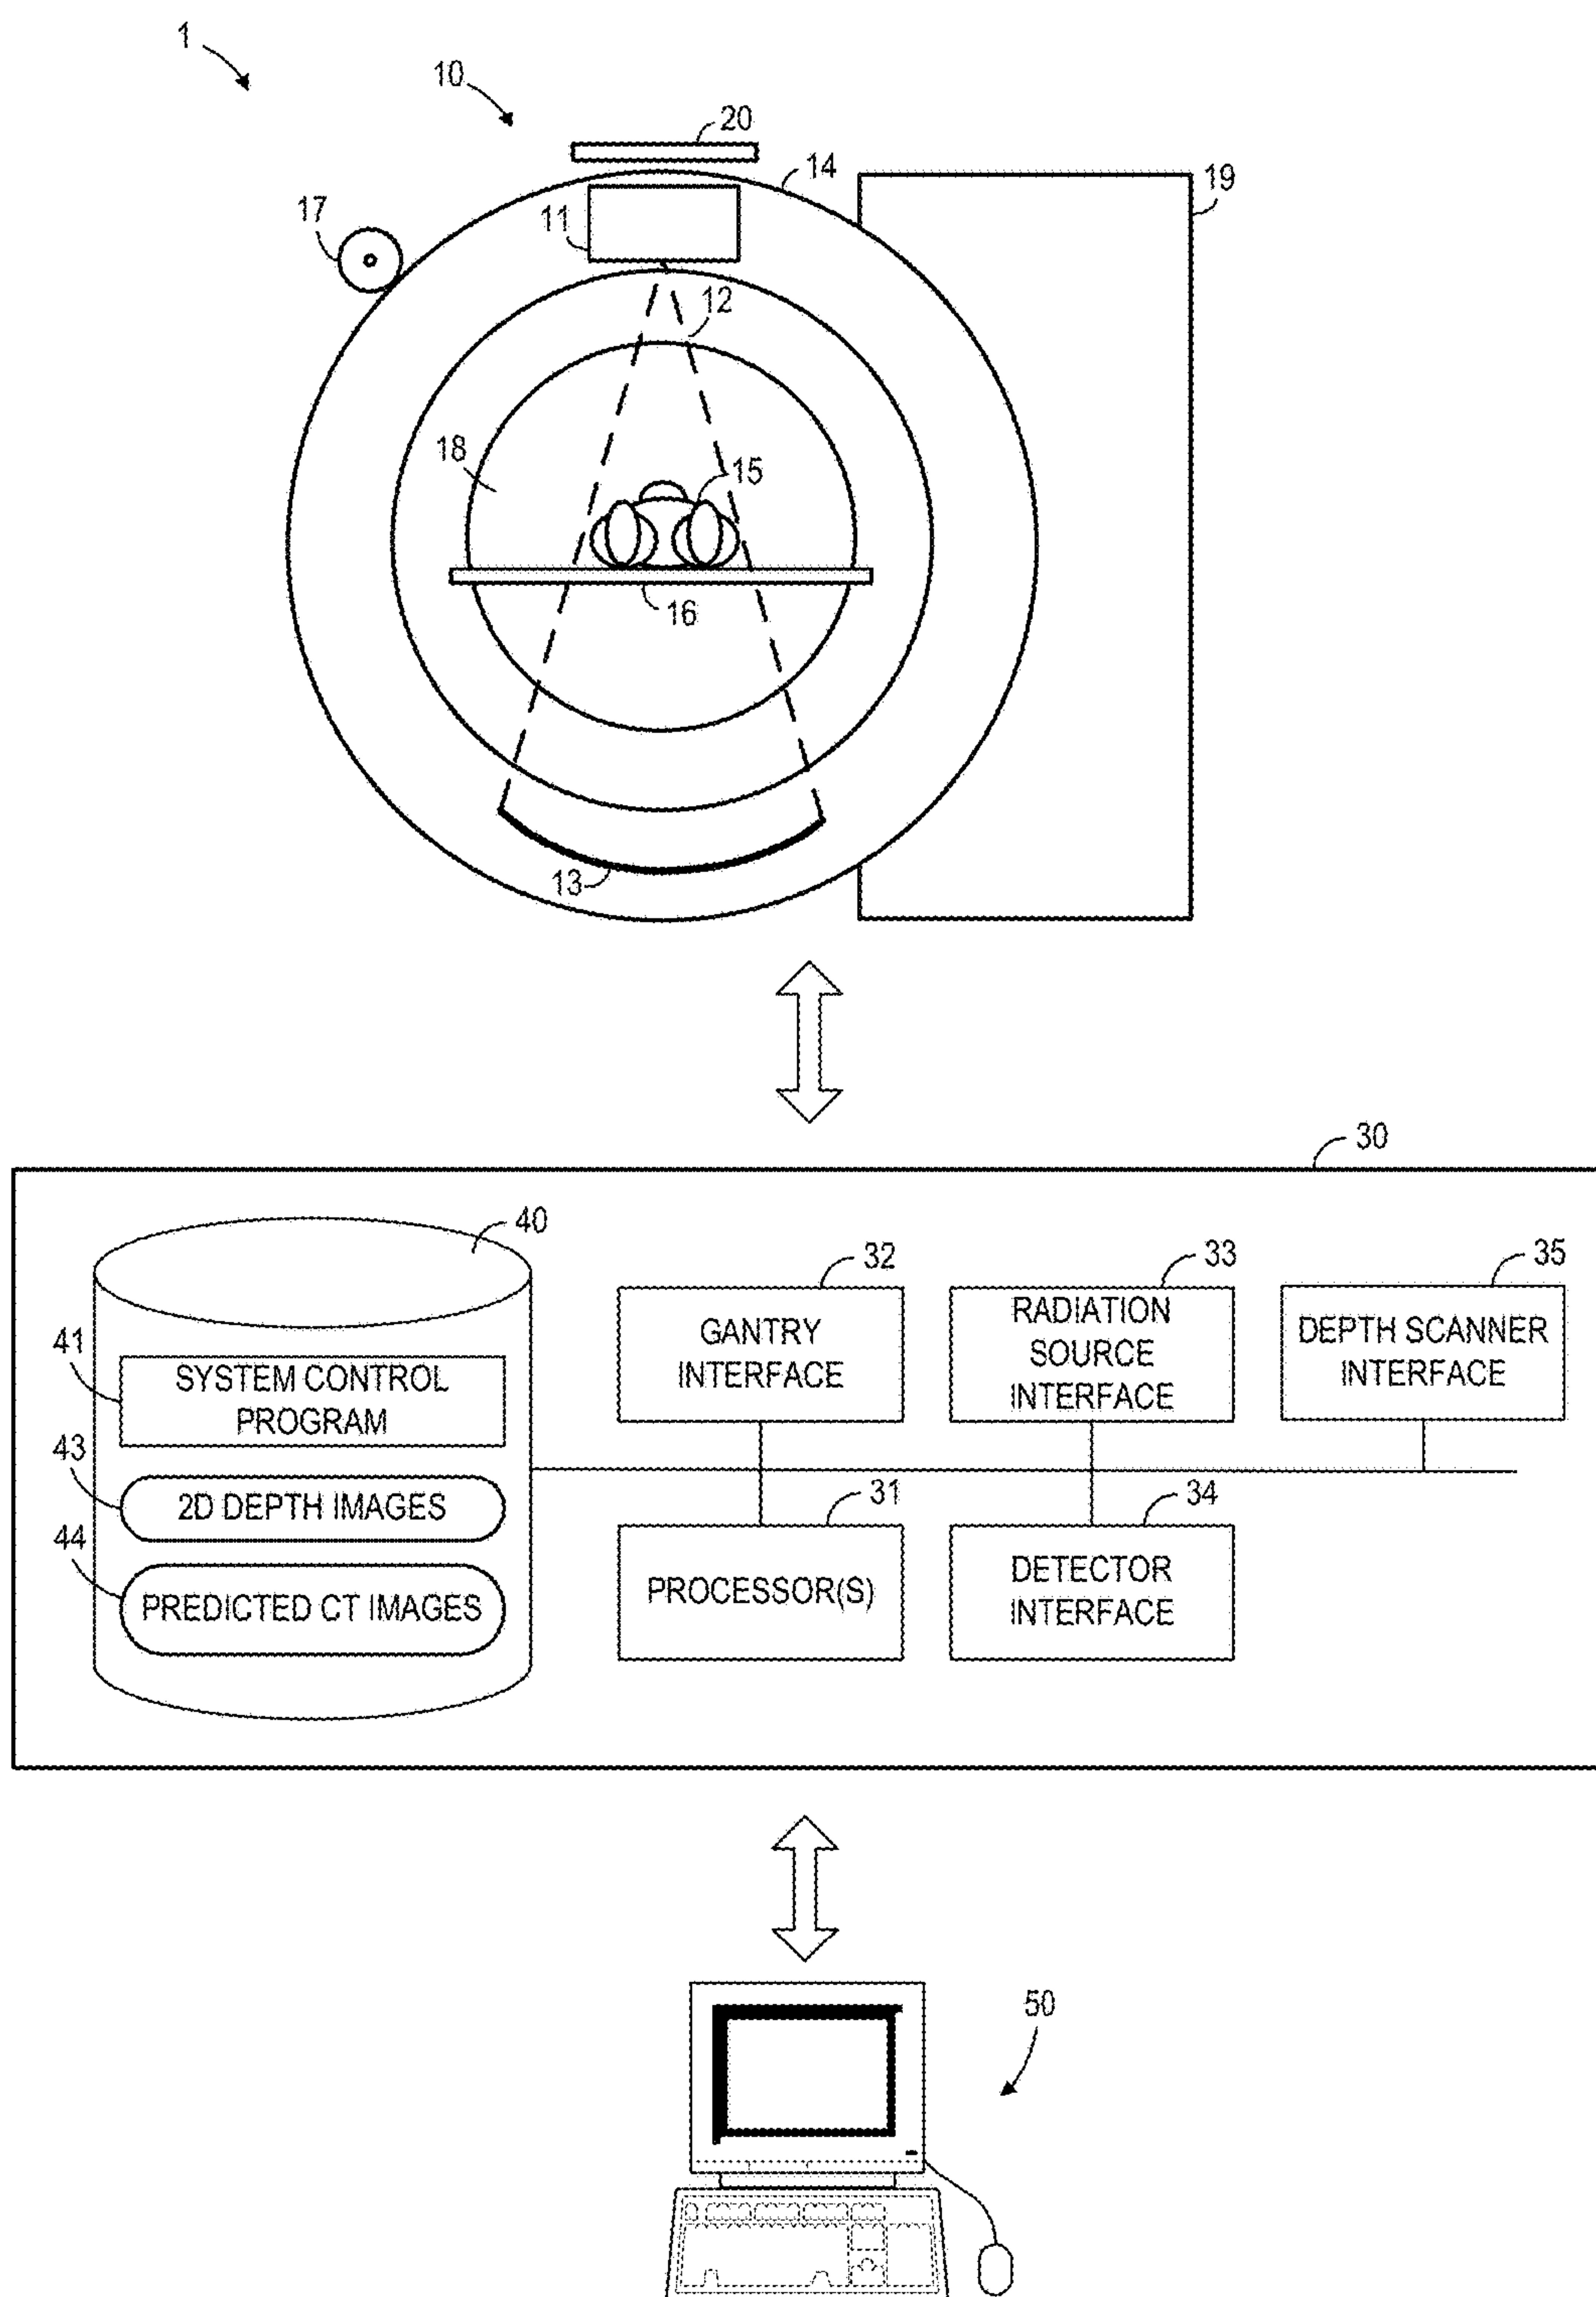 1
10
20
14
19
17
11
12
18
15
16
13
30
40
32
33
35
41
SYSTEM CONTROL
PROGRAM
GANTRY
INTERFACE
RADIATION
SOURCE
INTERFACE
DEPTH SCANNER
INTERFACE
43
2D DEPTH IMAGES
31
34
44
PREDICTED CT IMAGES
PROCESSOR(S)
DETECTOR
INTERFACE
50